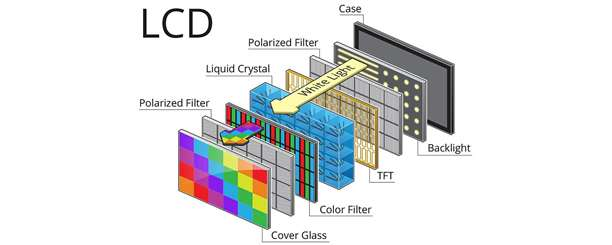 LCD
Case
Polarized Filter
White Light
Liquid Crystal
Polarized Filter
Backlight
TFT
Color Filter
Cover Glass